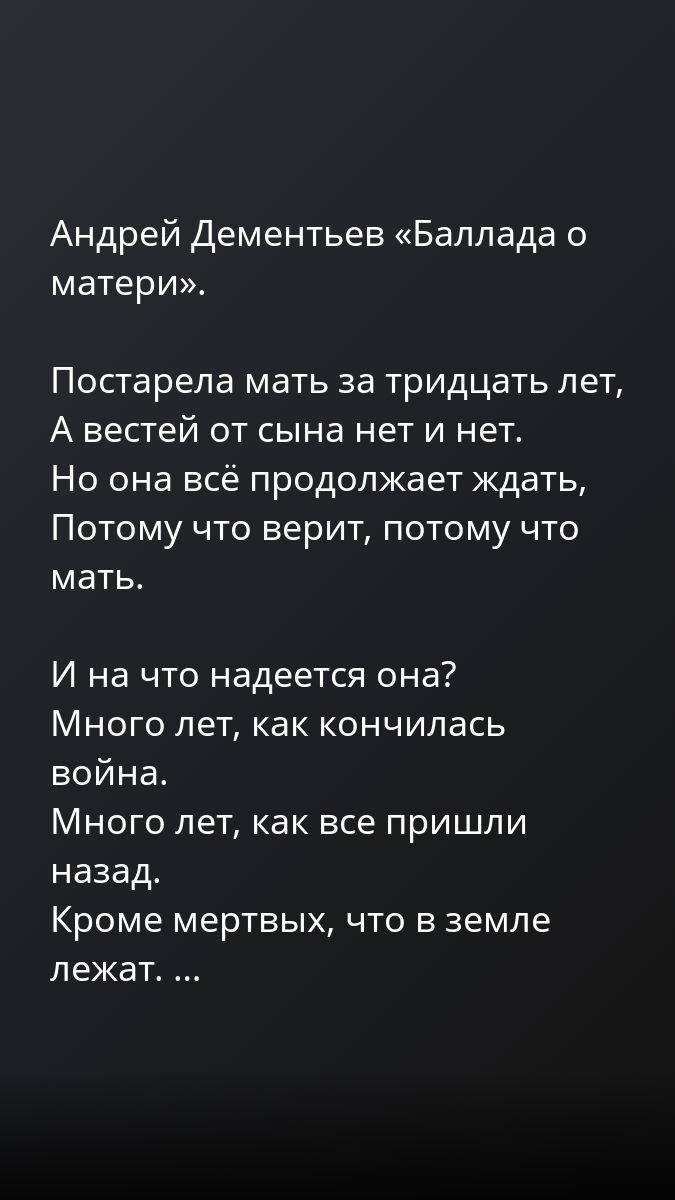 Андрей Дементьев «Баллада о
матери».
Постарела мать за тридцать лет,
А вестей от сына нет и нет.
Но она всё продолжает ждать,
Потому что верит, потому что
мать.
И на что надеется она?
Много лет, как кончилась
война.
Много лет, как все пришли
назад.
Кроме мертвых, что в земле
лежат. ...